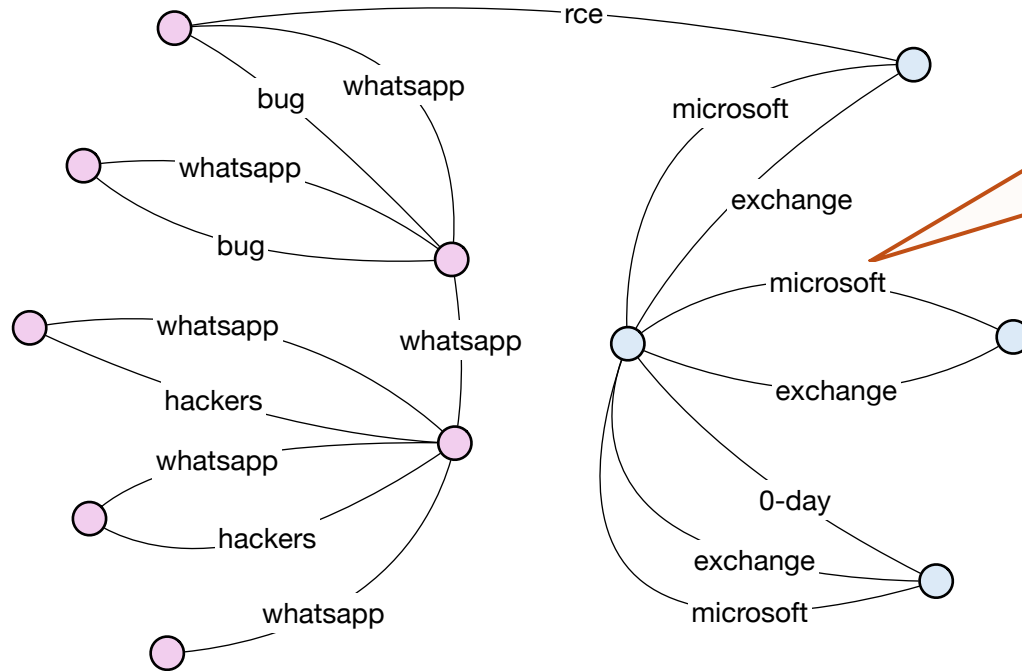 rce
whatsapp
bug
microsoft
whatsapp
exchange
bug
microsoft
whatsapp
whatsapp
exchange
hackers
whatsapp
0-day
hackers
exchange
whatsapp
microsoft